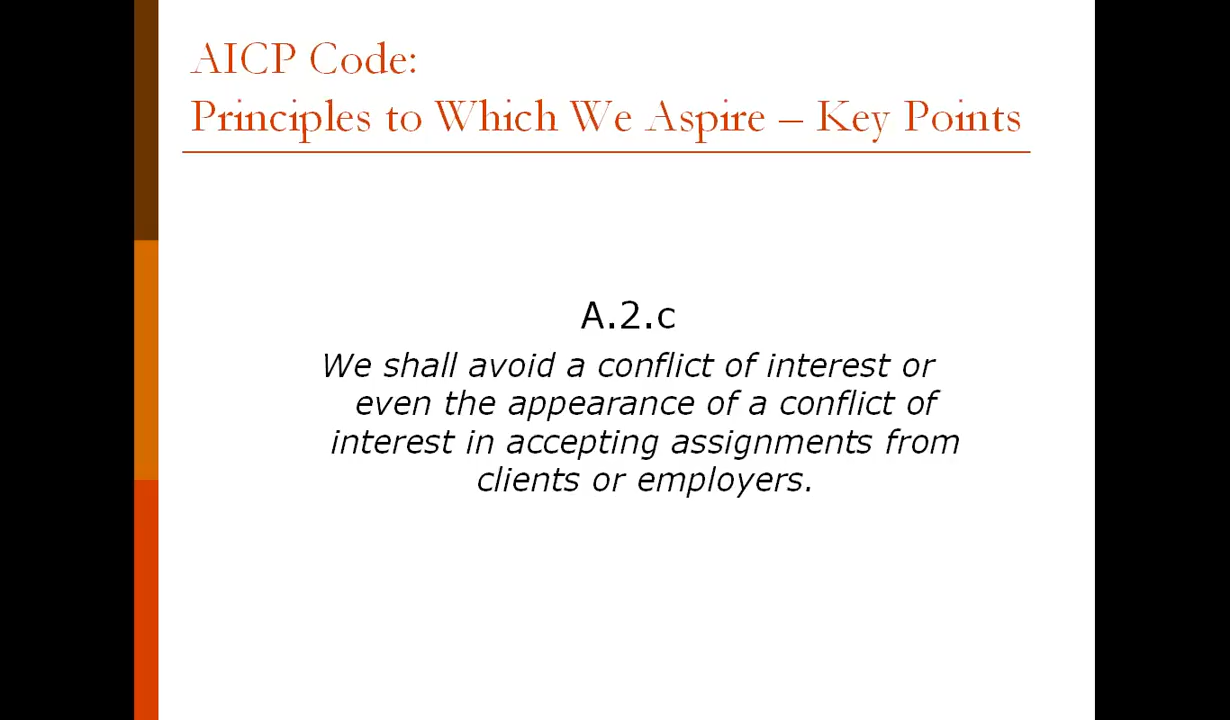 AICP Code:
Principles to Which We Aspire – Key Points
A.2.c
We shall avoid a conflict of interest or
even the appearance of a conflict of
interest in accepting assignments from
clients or employers.